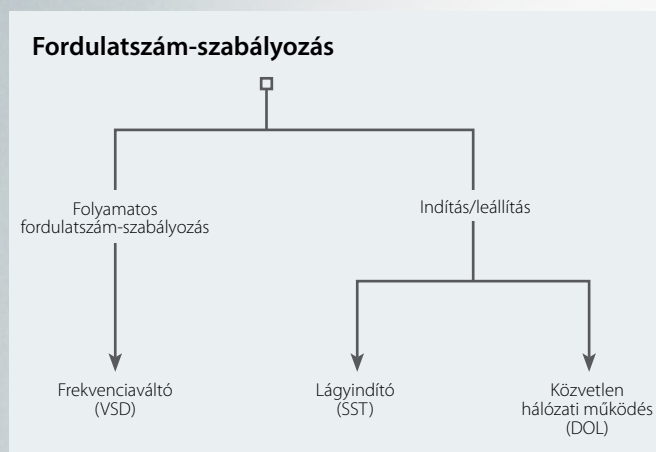 Fordulatszám-szabályozás
Folyamatos
fordulatszám-szabályozás
Indítás/leállítás
Frekvenciaváltó
(VSD)
Lágyindító
(SST)
Közvetlen
hálózati működés
(DOL)